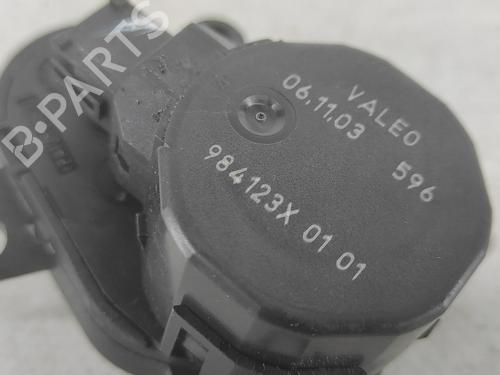 VALEO
06.11.03 596
984123X 01 01
B-PARTS